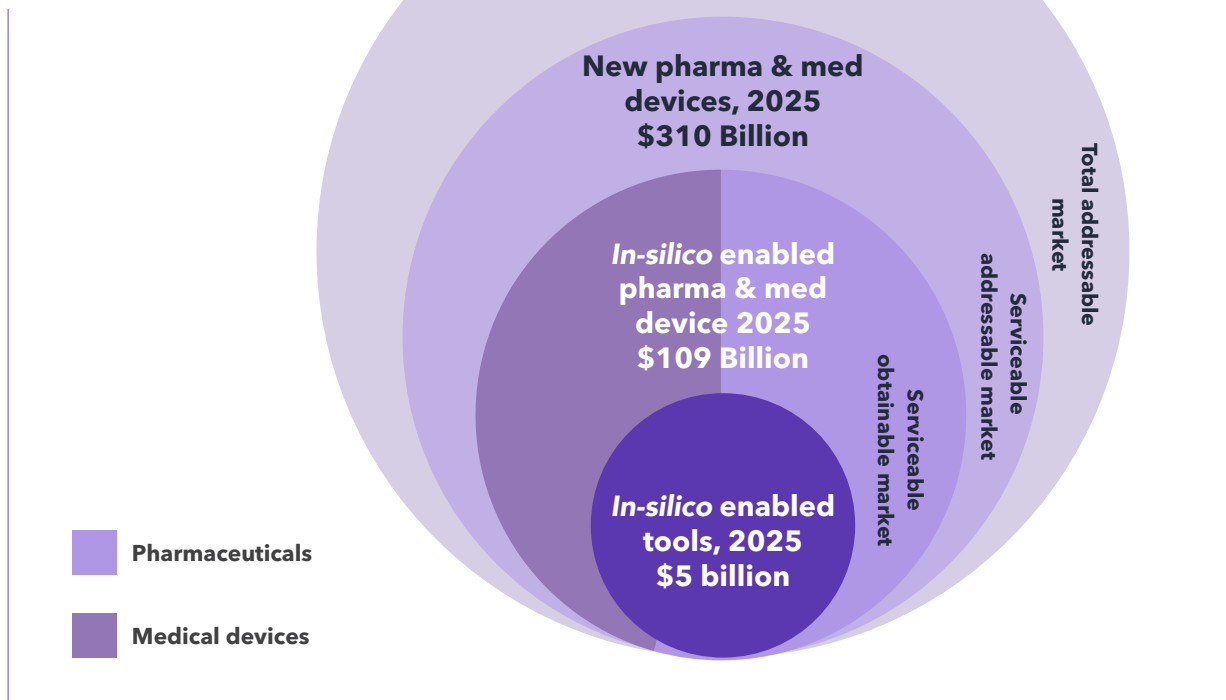 New pharma & med
devices, 2025
$310 Billion
Total addressable
market
In-silico enabled
pharma & med
device 2025
$109 Billion
Serviceable
addressable market
Serviceable
obtainable market
In-silico enabled
tools, 2025
$5 billion
Pharmaceuticals
Medical devices